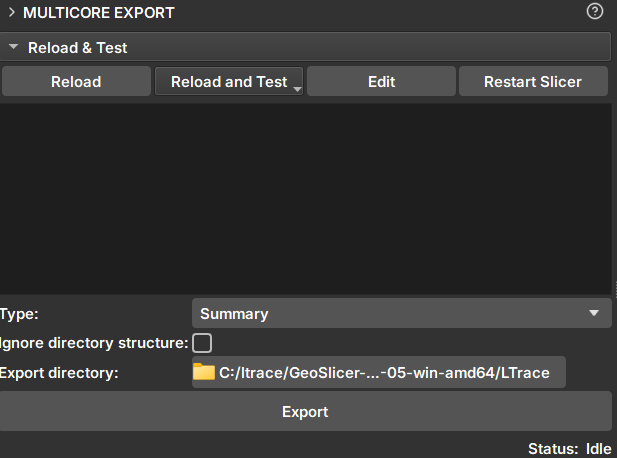 MULTICORE EXPORT
Reload & Test
Reload Reload and Test Edit Restart Slicer
Type: Summary
Ignore directory structure:
Export directory: C:/ltrace/GeoSlicer-...-05-win-amd64/LTrace
Export
Status: Idle